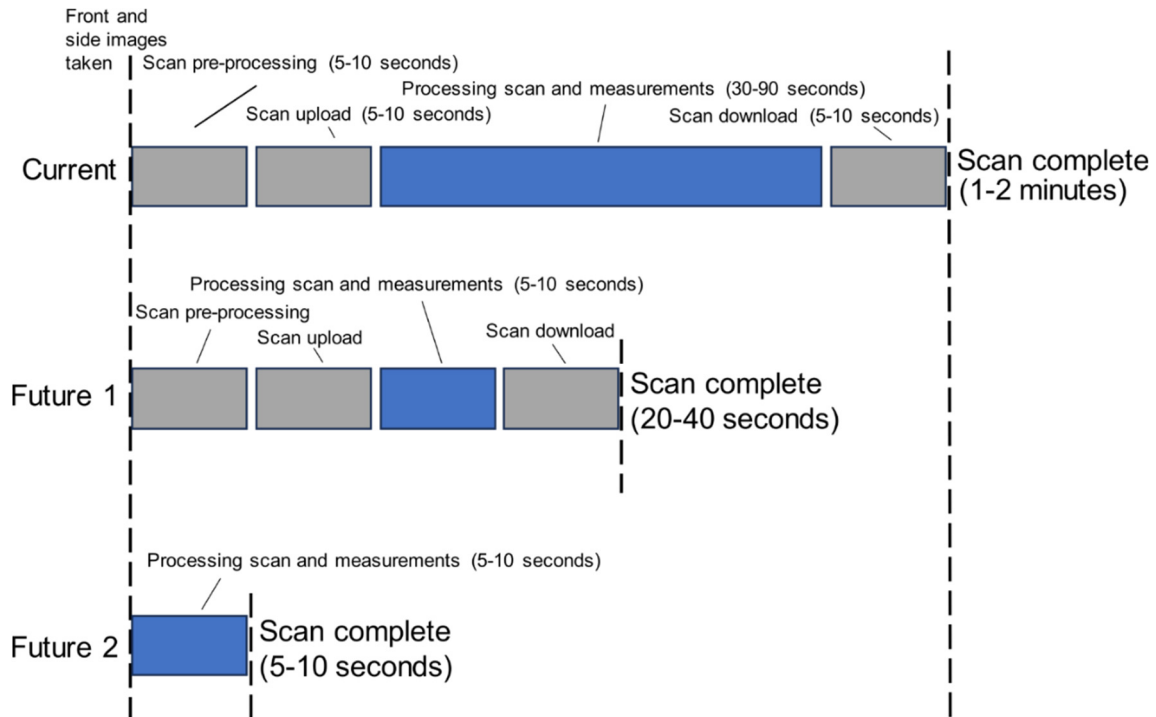 Front and
side images
taken
Scan pre-processing (5-10 seconds)
Processing scan and measurements (30-90 seconds)
Scan upload (5-10 seconds)
Scan download (5-10 seconds)
Current
Scan complete
(1-2 minutes)
Processing scan and measurements (5-10 seconds)
Scan pre-processing
Scan upload
Scan download
Future 1
Scan complete
(20-40 seconds)
Processing scan and measurements (5-10 seconds)
Future 2
Scan complete
(5-10 seconds)